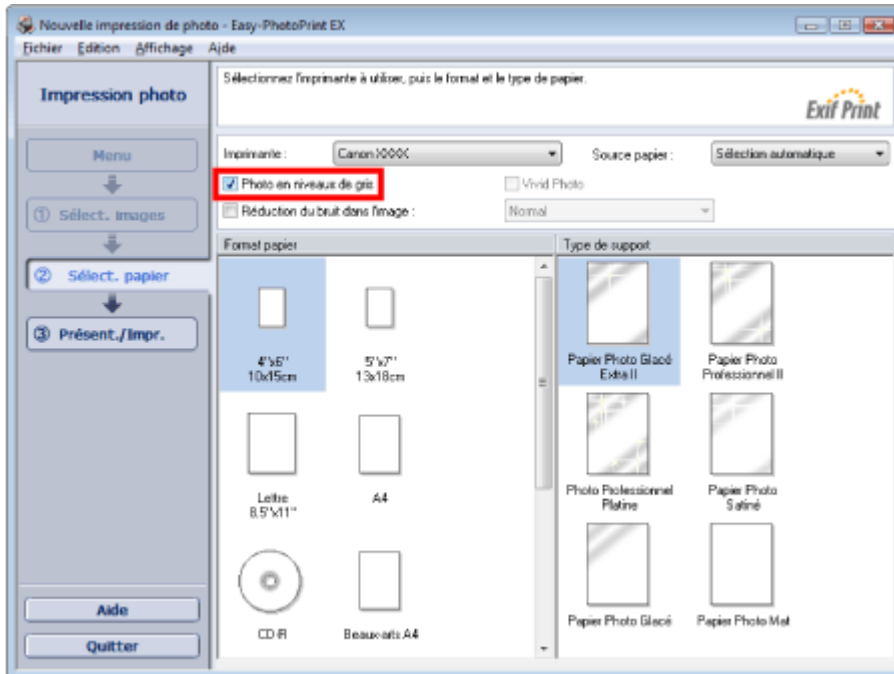 Nouvelle impression de photo - Easy-PhotoPrint EX
Fichier Edition Affichage Aide
Impression photo
Sélectionnez l'imprimante à utiliser, puis le format et le type de papier.
Exif Print
Menu
Imprimante : Canon XXXX Source papier : Sélection automatique
Photo en niveaux de gris Vivid Photo
① Sélect. images
Réduction du bruit dans l'image : Normal
Format papier Type de support
② Sélect. papier
③ Présent./Impr.
4"x6" 5"x7" Papier Photo Glacé Papier Photo
10x15cm 13x18cm Extra II Professionnel II
Lettre A4 Photo Professionnel Papier Photo
8.5"x11" Platine Satiné
Aide
CD-R Beaux-arts A4 Papier Photo Glacé Papier Photo Mat
Quitter